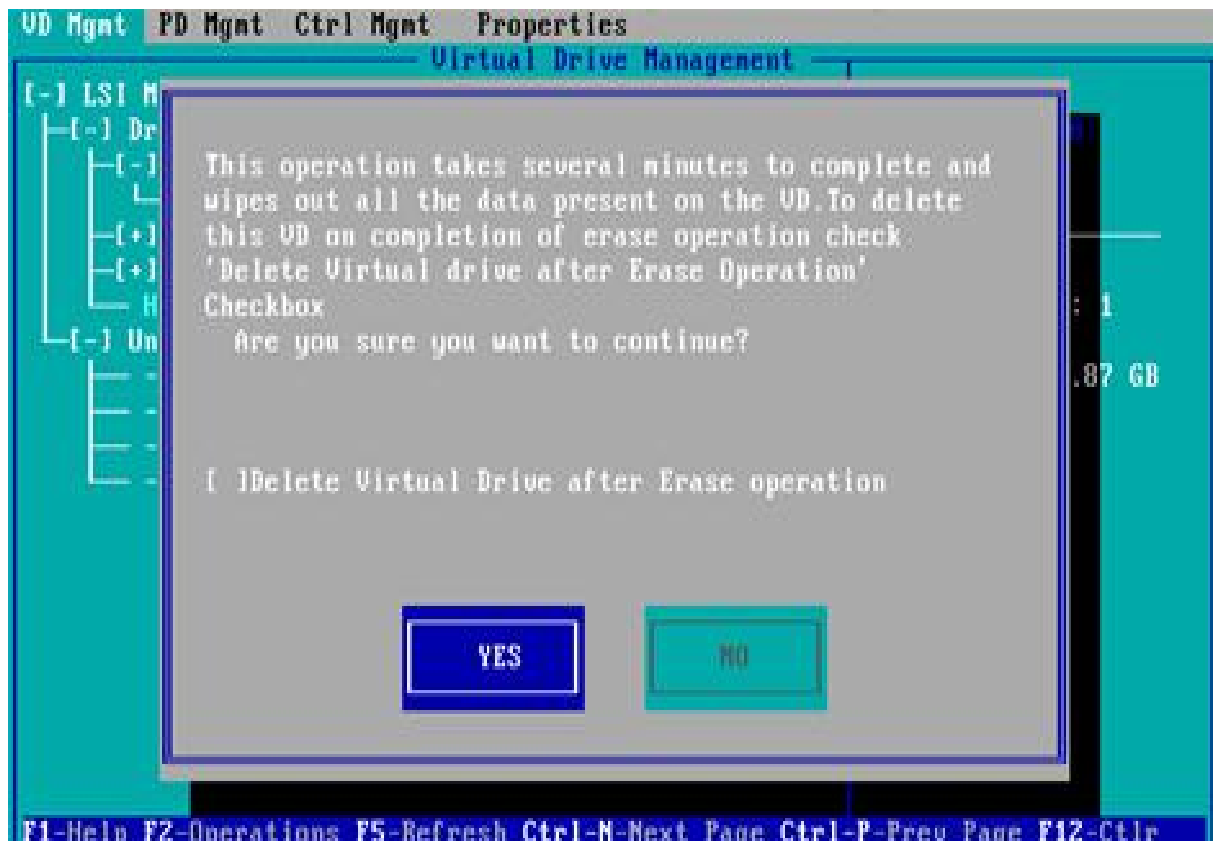 VD Mgmt PD Mgmt Ctrl Mgmt Properties
Virtual Drive Management
[-] LSI M
[-] Dr
[-]
[+]
[+]
H
[-] Un
This operation takes several minutes to complete and
wipes out all the data present on the VD.To delete
this VD on completion of erase operation check
'Delete Virtual drive after Erase Operation'
Checkbox
Are you sure you want to continue?
: 1
.87 GB
[ ]Delete Virtual Drive after Erase operation
YES
NO
F1-Help F2-Operations F5-Refresh Ctrl-N-Next Page Ctrl-P-Prev Page F12-Ctlr